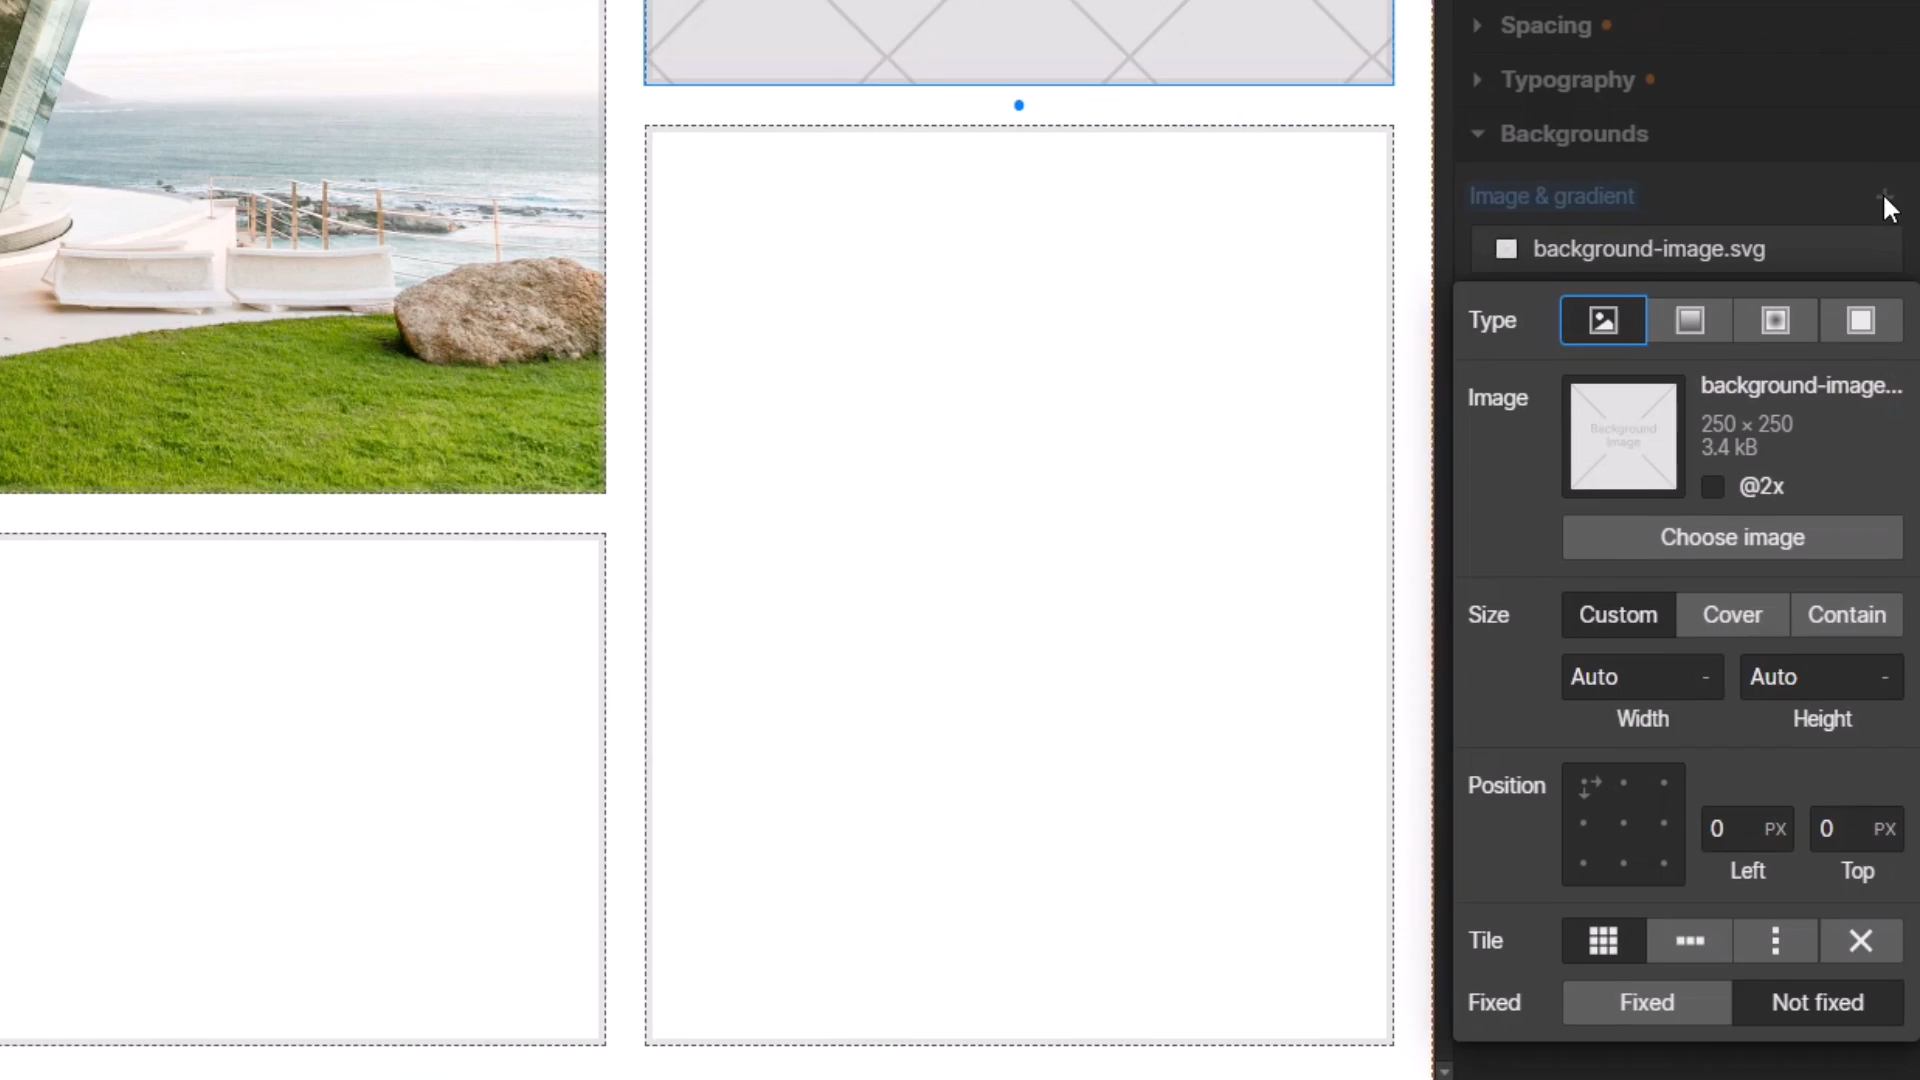 Spacing
Typography
Backgrounds
Image & gradient
background-image.svg
Type
Image
Background
Image
background-image...
250 × 250
3.4 kB
@2x
Choose image
Size
Custom
Cover
Contain
Auto -
Auto -
Width
Height
Position
0 PX
0 PX
Left
Top
Tile
Fixed
Fixed
Not fixed